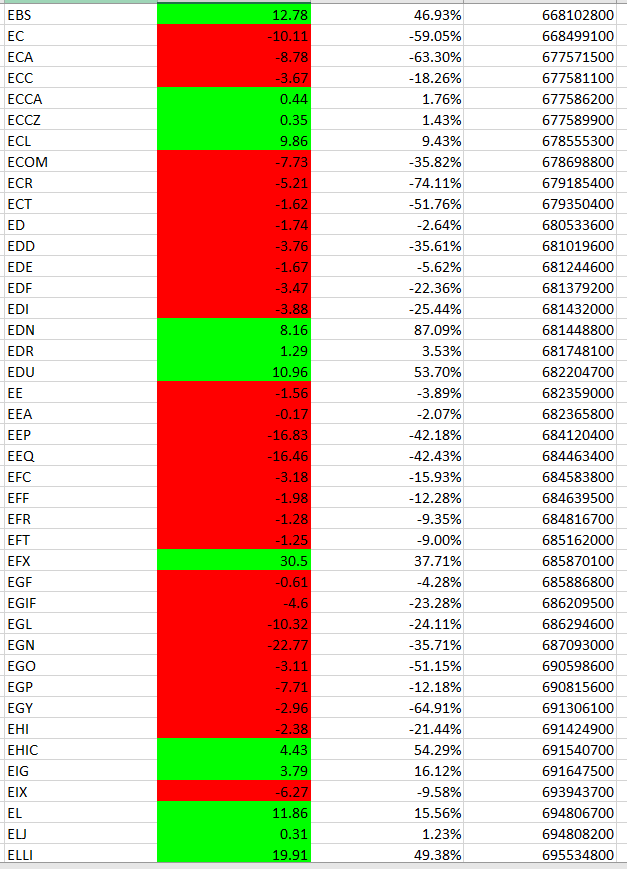 EBS 12.78 46.93% 668102800
EC -10.11 -59.05% 668499100
ECA -8.78 -63.30% 677571500
ECC -3.67 -18.26% 677581100
ECCA 0.44 1.76% 677586200
ECCZ 0.35 1.43% 677589900
ECL 9.86 9.43% 678555300
ECOM -7.73 -35.82% 678698800
ECR -5.21 -74.11% 679185400
ECT -1.62 -51.76% 679350400
ED -1.74 -2.64% 680533600
EDD -3.76 -35.61% 681019600
EDE -1.67 -5.62% 681244600
EDF -3.47 -22.36% 681379200
EDI -3.88 -25.44% 681432000
EDN 8.16 87.09% 681448800
EDR 1.29 3.53% 681748100
EDU 10.96 53.70% 682204700
EE -1.56 -3.89% 682359000
EEA -0.17 -2.07% 682365800
EEP -16.83 -42.18% 684120400
EEQ -16.46 -42.43% 684463400
EFC -3.18 -15.93% 684583800
EFF -1.98 -12.28% 684639500
EFR -1.28 -9.35% 684816700
EFT -1.25 -9.00% 685162000
EFX 30.5 37.71% 685870100
EGF -0.61 -4.28% 685886800
EGIF -4.6 -23.28% 686209500
EGL -10.32 -24.11% 686294600
EGN -22.77 -35.71% 687093000
EGO -3.11 -51.15% 690598600
EGP -7.71 -12.18% 690815600
EGY -2.96 -64.91% 691306100
EHI -2.38 -21.44% 691424900
EHIC 4.43 54.29% 691540700
EIG 3.79 16.12% 691647500
EIX -6.27 -9.58% 693943700
EL 11.86 15.56% 694806700
ELJ 0.31 1.23% 694808200
ELLI 19.91 49.38% 695534800